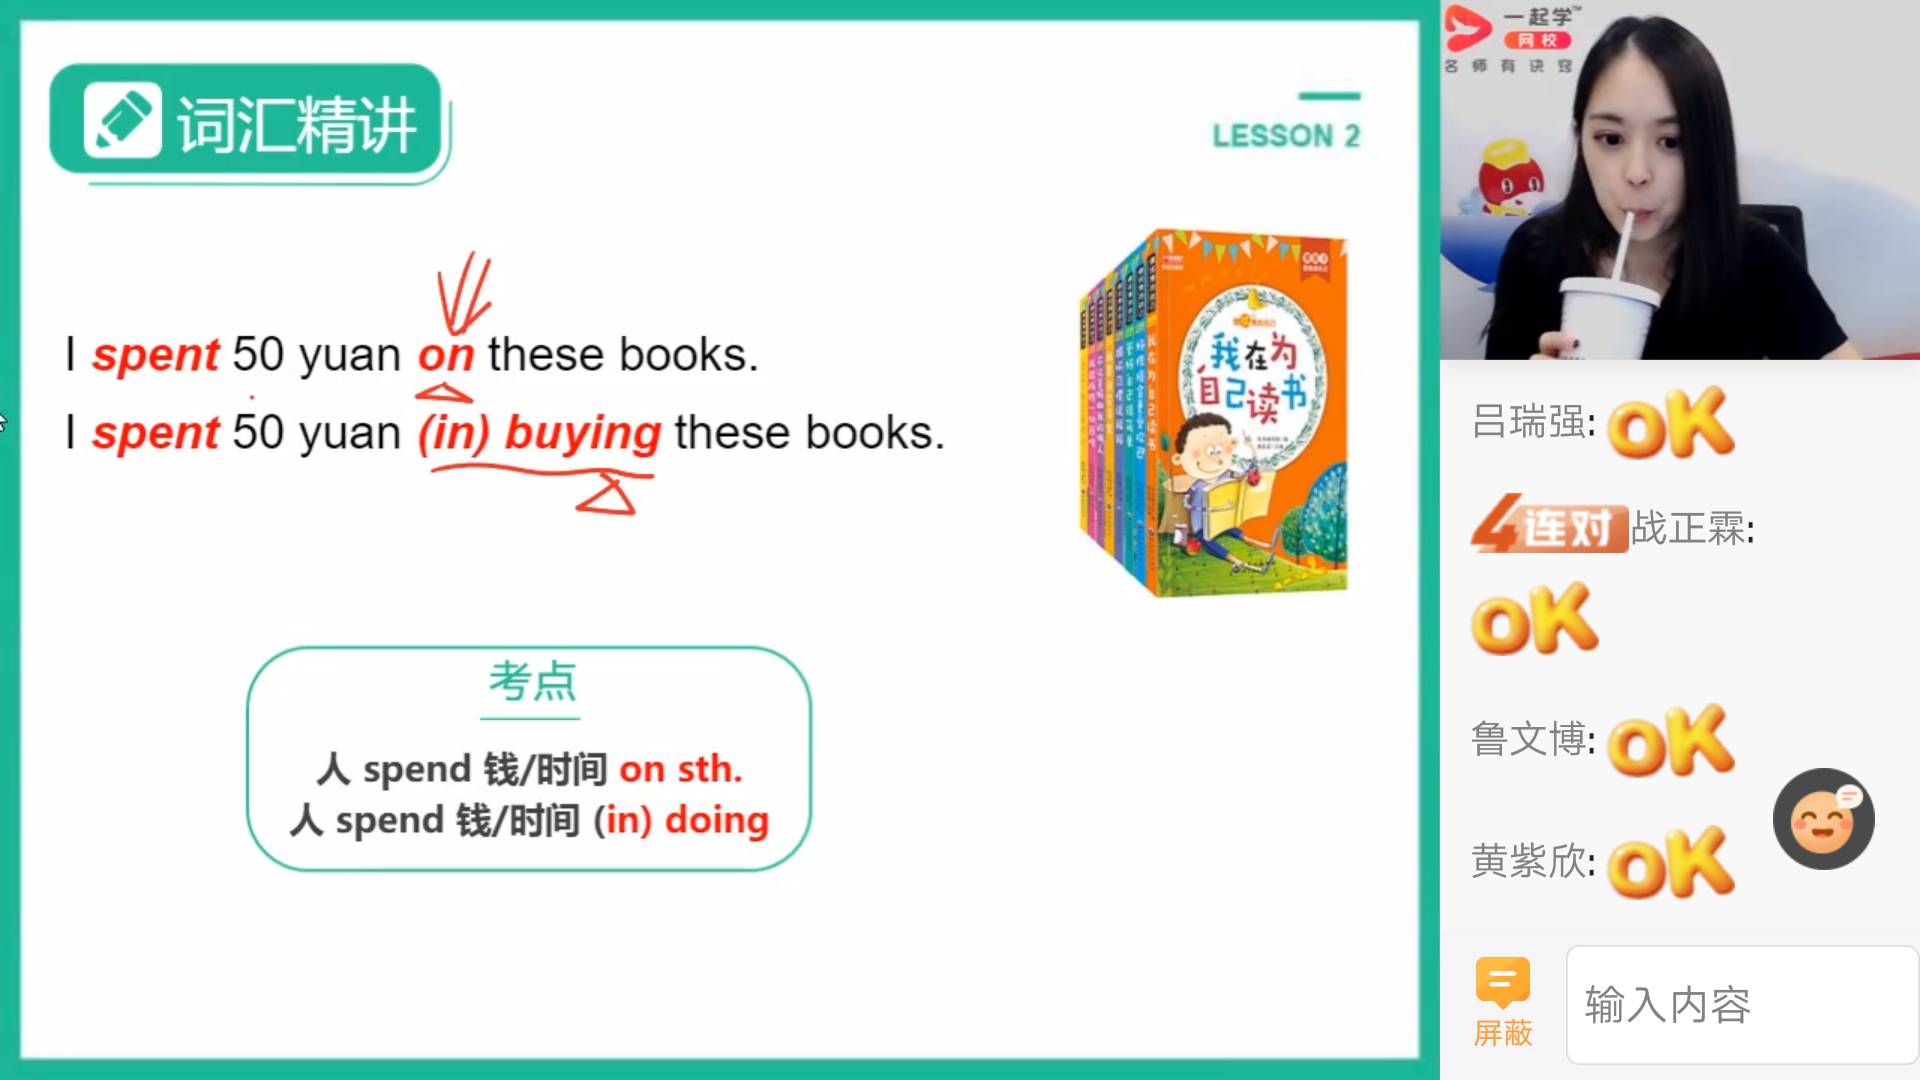 词汇精讲
LESSON 2
I spent 50 yuan on these books.
I spent 50 yuan (in) buying these books.
我在为
自己读书
考点
人 spend 钱/时间 on sth.
人 spend 钱/时间 (in) doing
一起学™
网校
名师有诀窍
吕瑞强: OK
4连对 战正霖:
OK
鲁文博: OK
黄紫欣: OK
屏蔽
输入内容